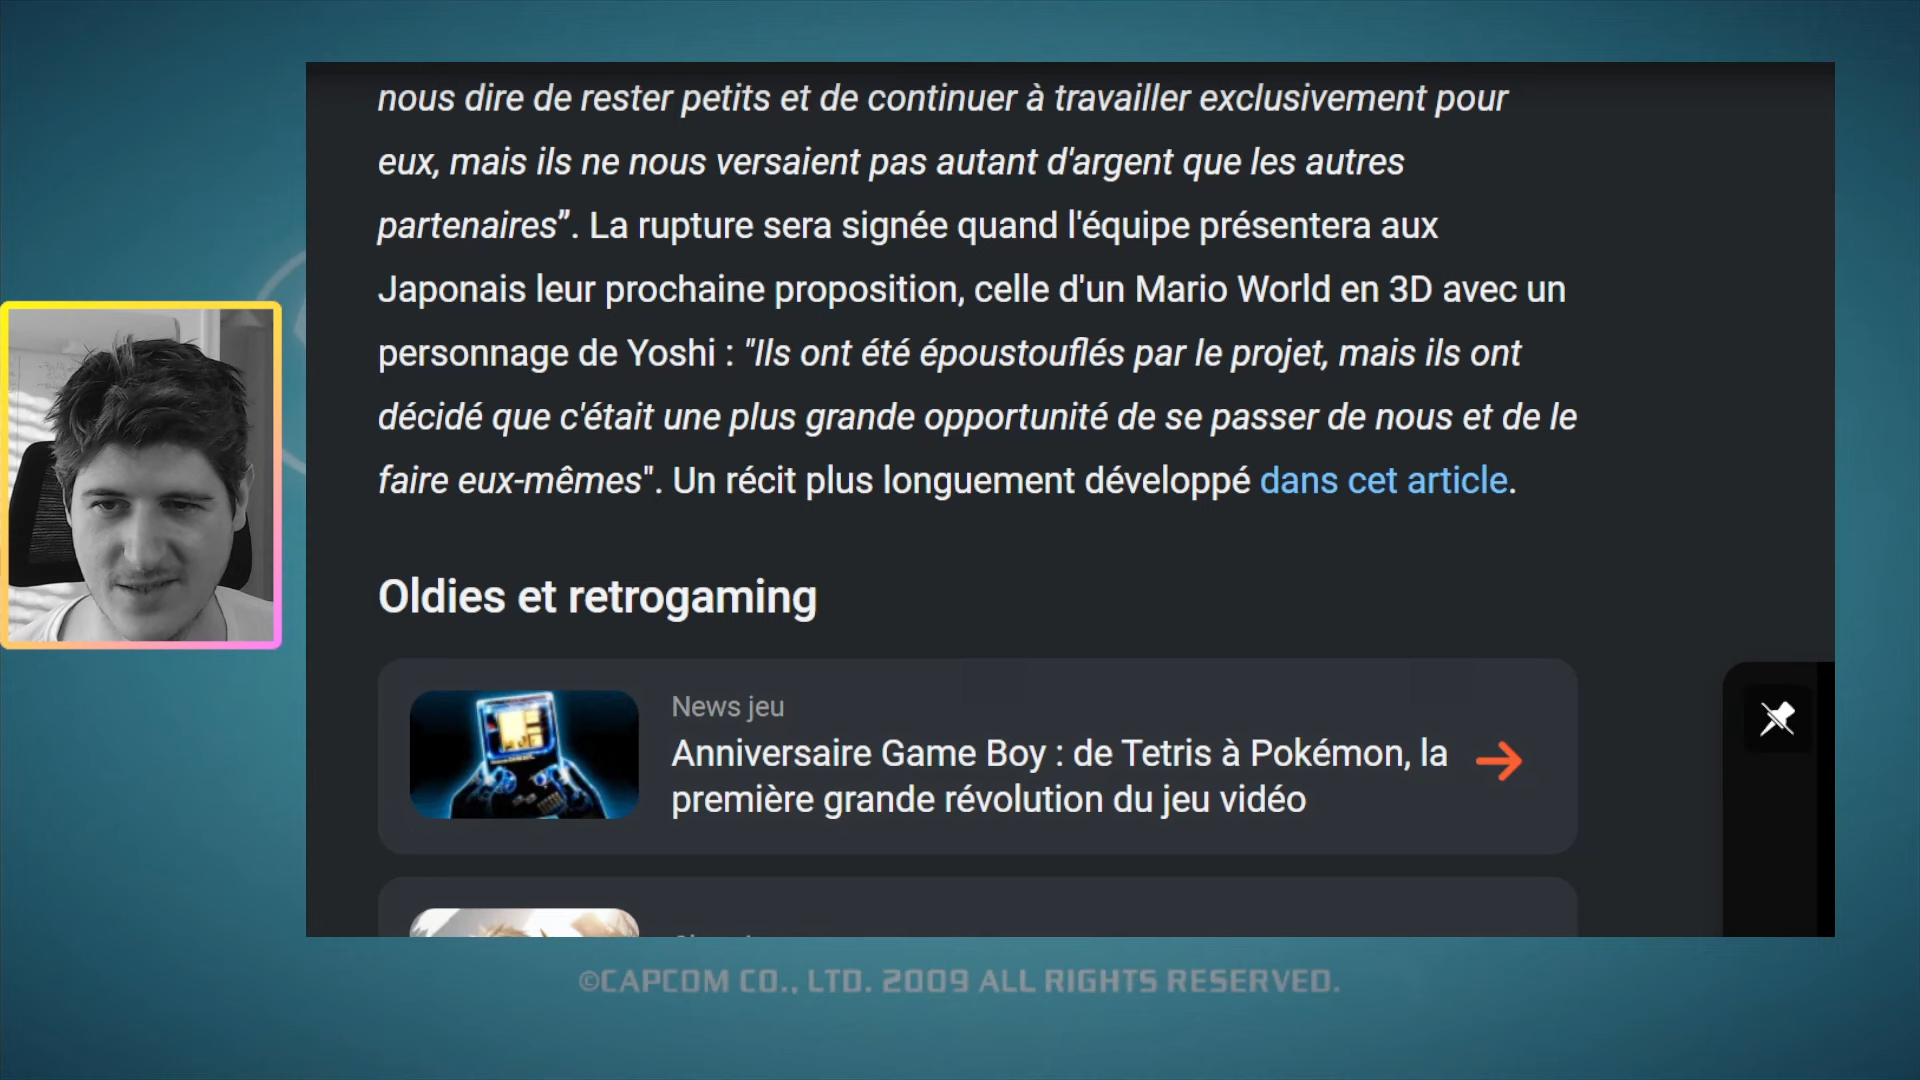 nous dire de rester petits et de continuer à travailler exclusivement pour
eux, mais ils ne nous versaient pas autant d'argent que les autres
partenaires”. La rupture sera signée quand l'équipe présentera aux
Japonais leur prochaine proposition, celle d'un Mario World en 3D avec un
personnage de Yoshi : "Ils ont été époustouflés par le projet, mais ils ont
décidé que c'était une plus grande opportunité de se passer de nous et de le
faire eux-mêmes". Un récit plus longuement développé dans cet article.
Oldies et retrogaming
News jeu
Anniversaire Game Boy : de Tetris à Pokémon, la
première grande révolution du jeu vidéo
©CAPCOM CO., LTD. 2009 ALL RIGHTS RESERVED.